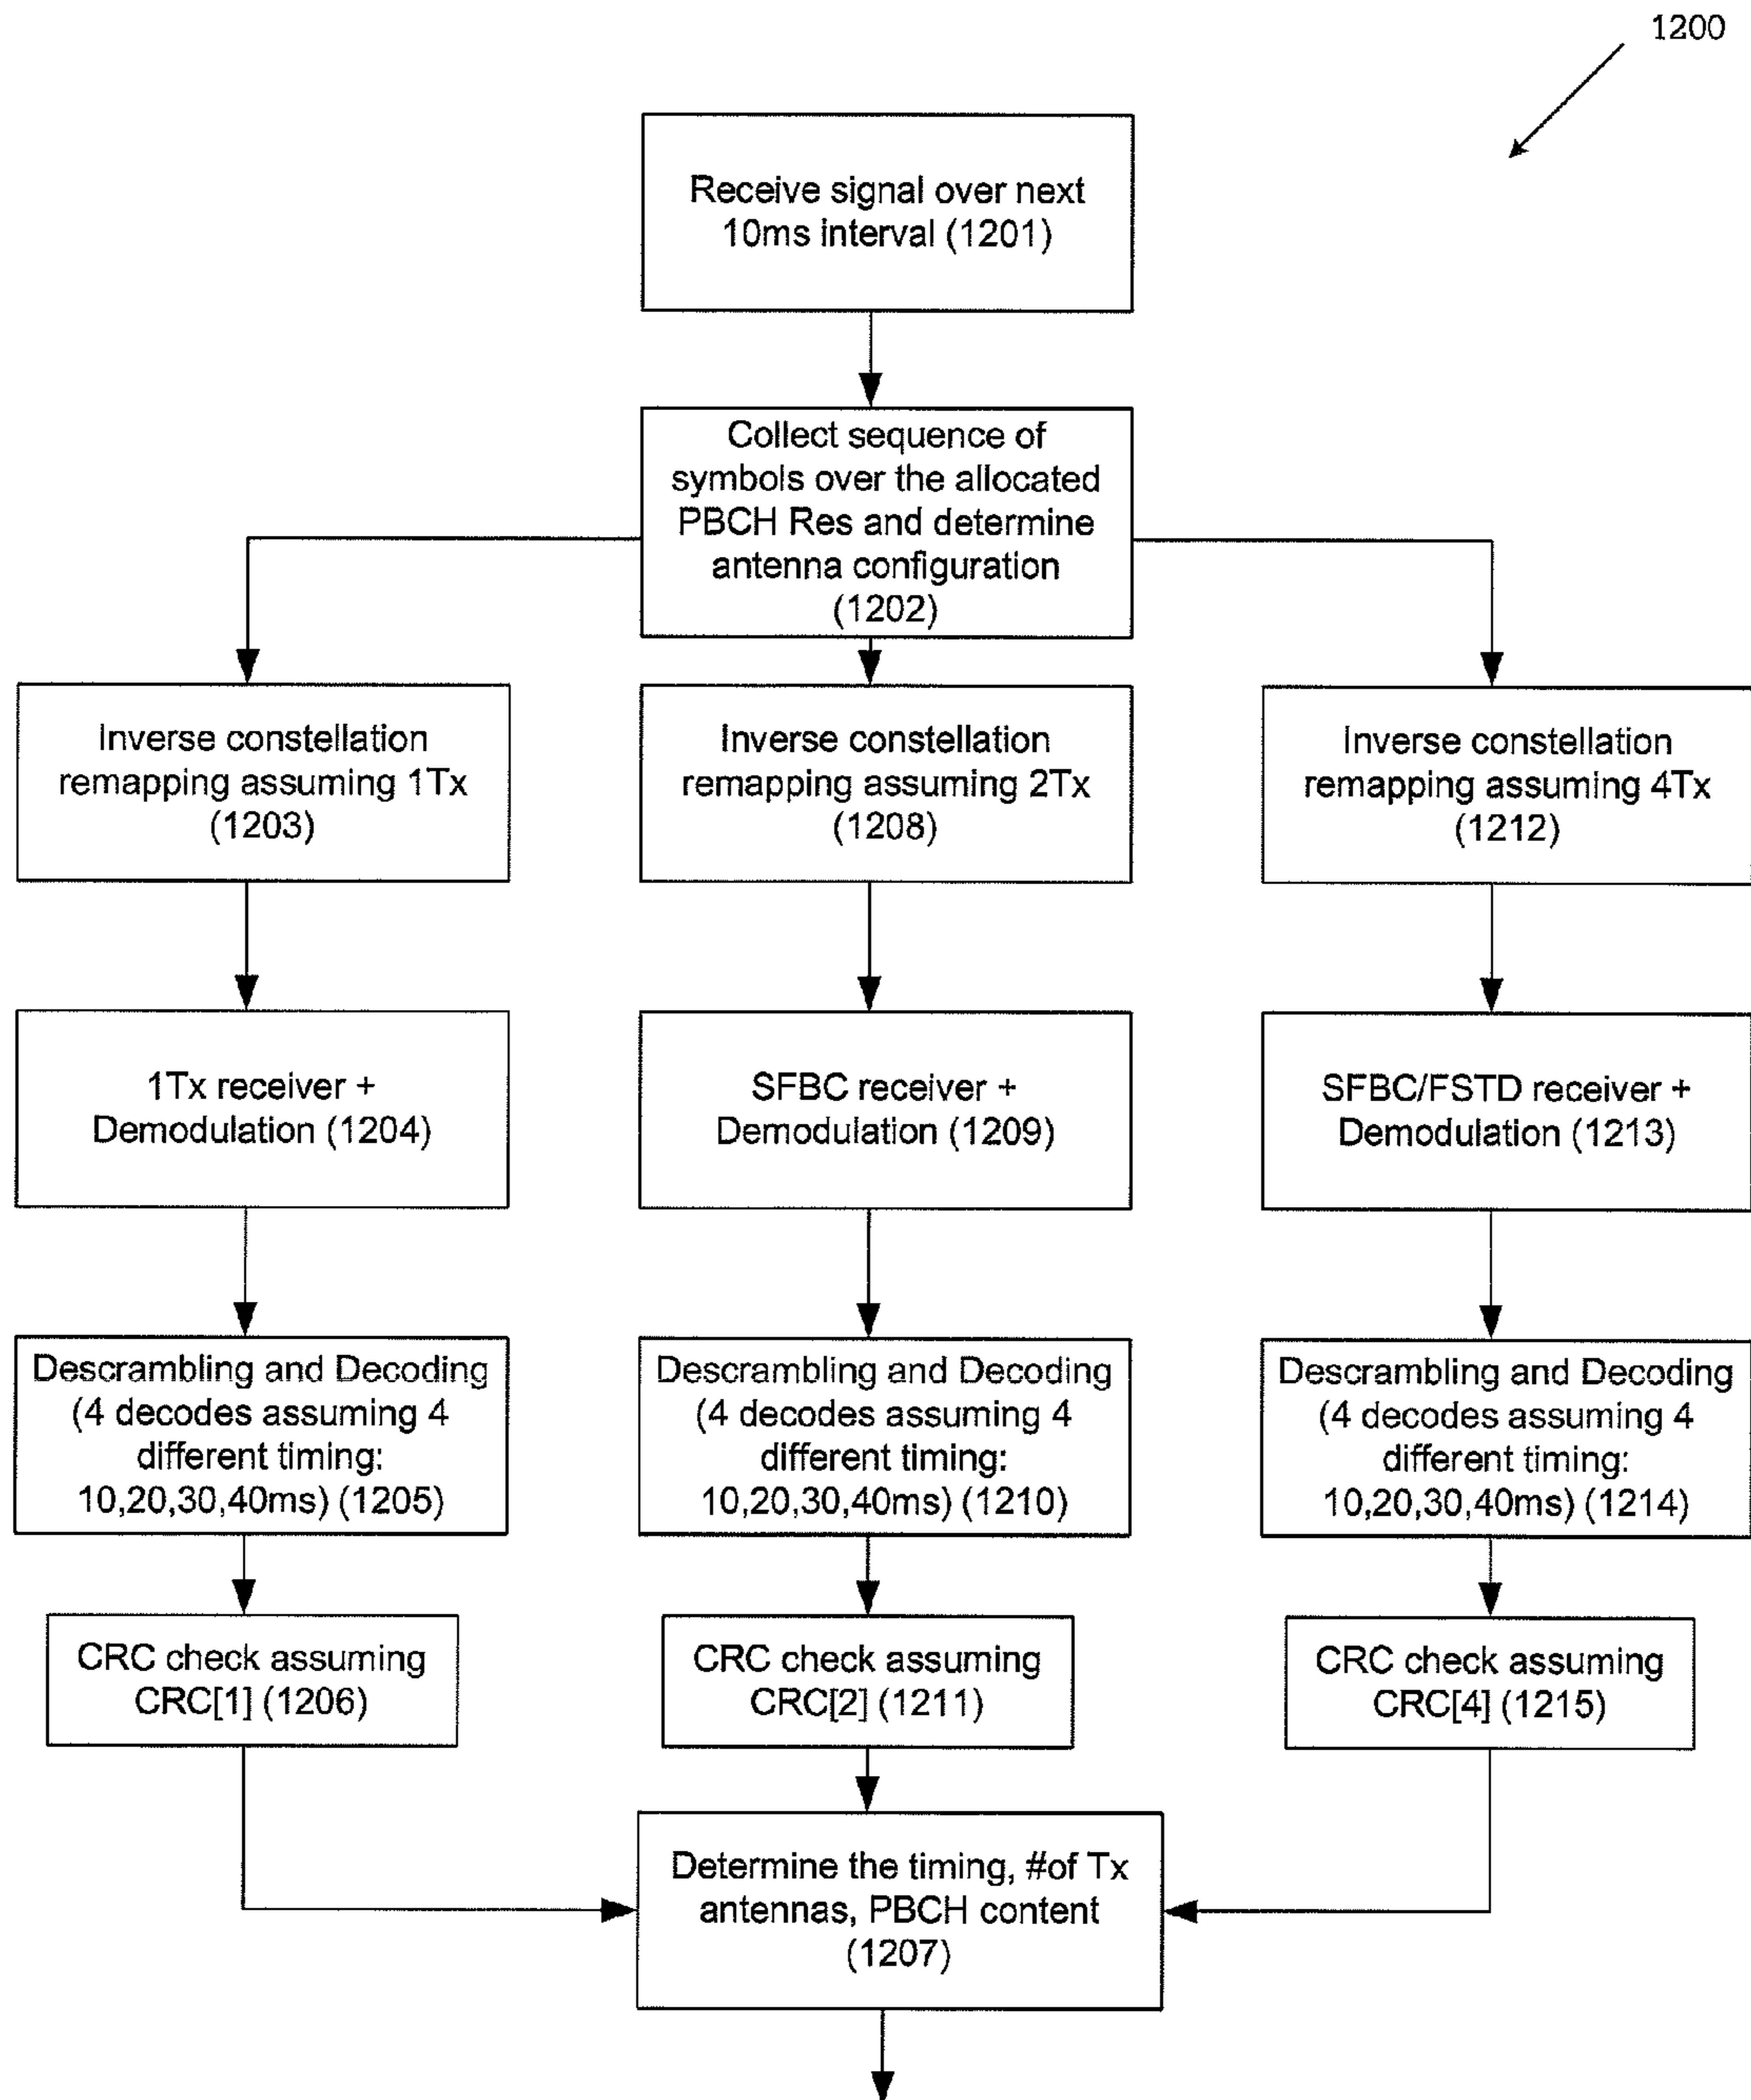 1200
Receive signal over next
10ms interval (1201)
Collect sequence of
symbols over the allocated
PBCH Res and determine
antenna configuration
(1202)
Inverse constellation
remapping assuming 1Tx
(1203)
Inverse constellation
remapping assuming 2Tx
(1208)
Inverse constellation
remapping assuming 4Tx
(1212)
1Tx receiver +
Demodulation (1204)
SFBC receiver +
Demodulation (1209)
SFBC/FSTD receiver +
Demodulation (1213)
Descrambling and Decoding
(4 decodes assuming 4
different timing:
10,20,30,40ms) (1205)
Descrambling and Decoding
(4 decodes assuming 4
different timing:
10,20,30,40ms) (1210)
Descrambling and Decoding
(4 decodes assuming 4
different timing:
10,20,30,40ms) (1214)
CRC check assuming
CRC[1] (1206)
CRC check assuming
CRC[2] (1211)
CRC check assuming
CRC[4] (1215)
Determine the timing, #of Tx
antennas, PBCH content
(1207)